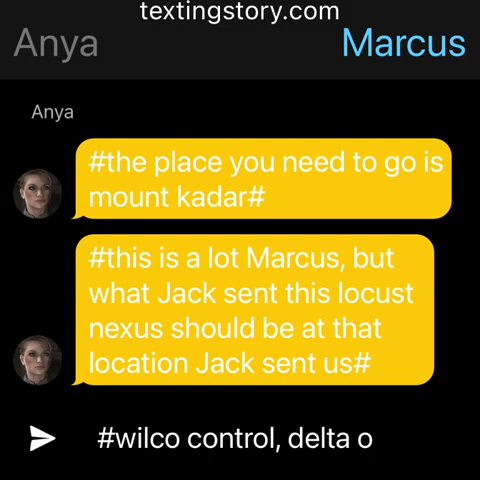 textingstory.com
Anya
Marcus
Anya
#the place you need to go is
mount kadar#
#this is a lot Marcus, but
what Jack sent this locust
nexus should be at that
location Jack sent us#
#wilco control, delta o